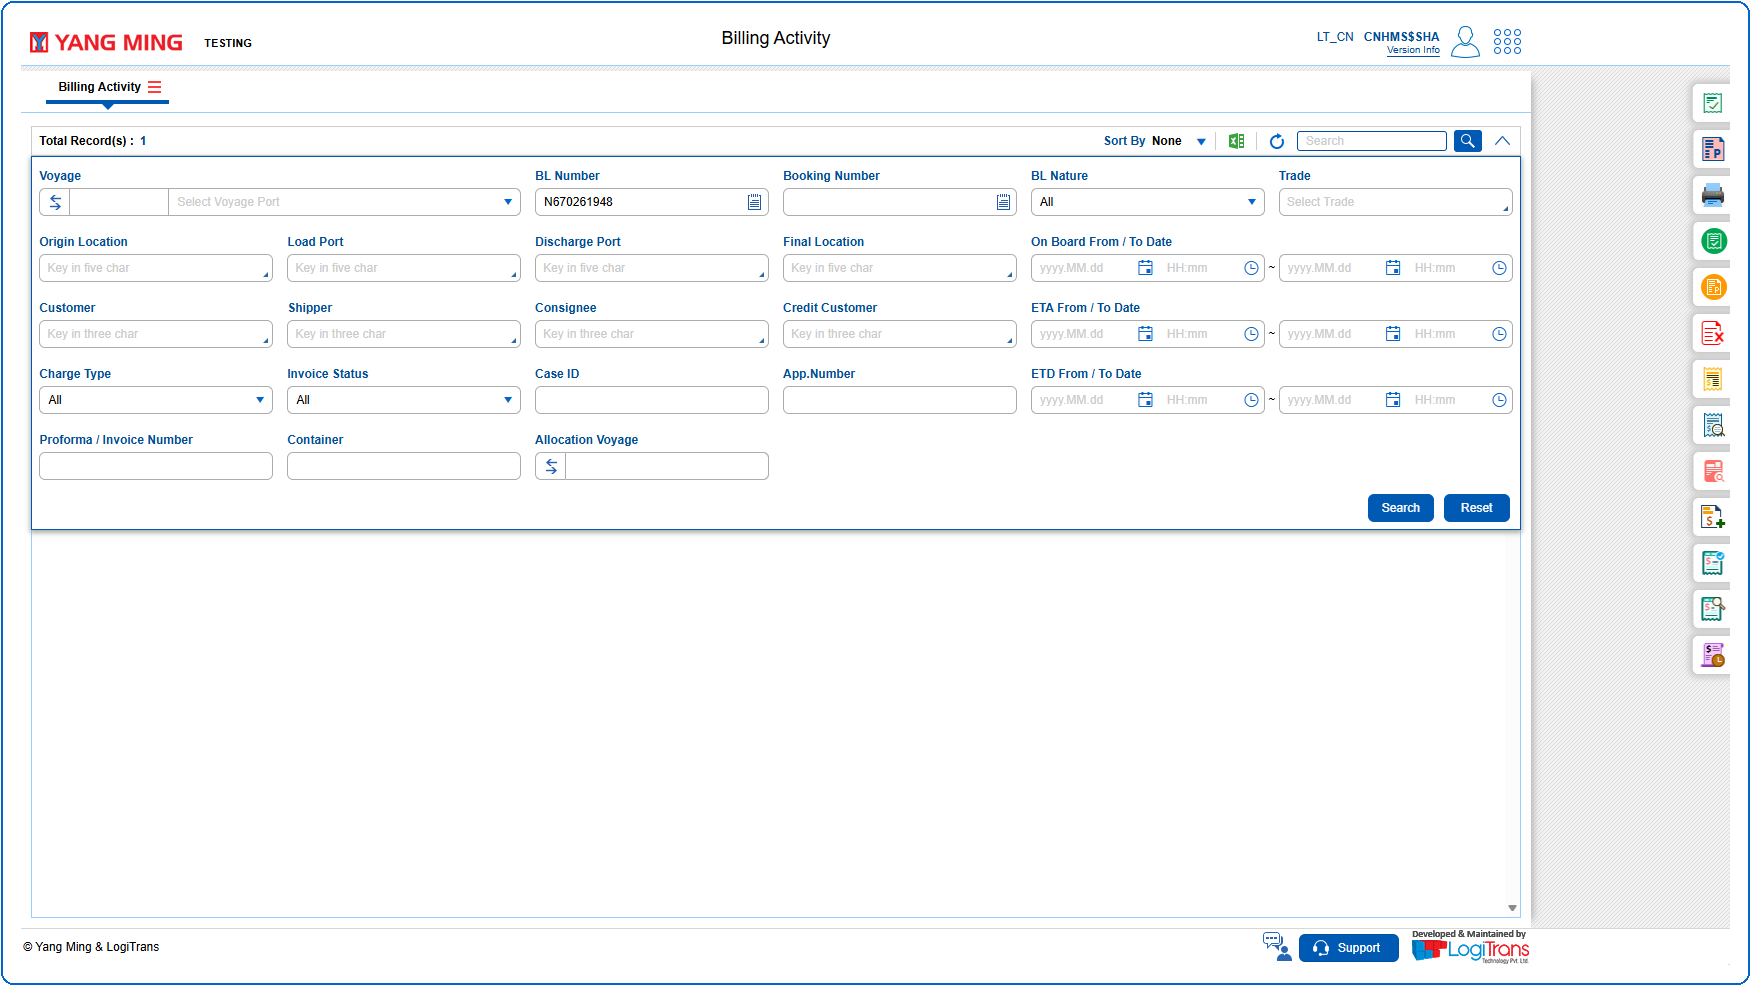 YANG MING TESTING Billing Activity LT_CN CNHMS$SHA
Version Info
Billing Activity
Total Record(s) : 1 Sort By None Search
Voyage BL Number Booking Number BL Nature Trade
Select Voyage Port N670261948 All Select Trade
Origin Location Load Port Discharge Port Final Location On Board From / To Date
Key in five char Key in five char Key in five char Key in five char yyyy.MM.dd HH:mm ~ yyyy.MM.dd HH:mm
Customer Shipper Consignee Credit Customer ETA From / To Date
Key in three char Key in three char Key in three char Key in three char yyyy.MM.dd HH:mm ~ yyyy.MM.dd HH:mm
Charge Type Invoice Status Case ID App.Number ETD From / To Date
All All yyyy.MM.dd HH:mm ~ yyyy.MM.dd HH:mm
Proforma / Invoice Number Container Allocation Voyage
Search Reset
© Yang Ming & LogiTrans Support Developed & Maintained by
LogiTrans
Technology Pvt. Ltd.